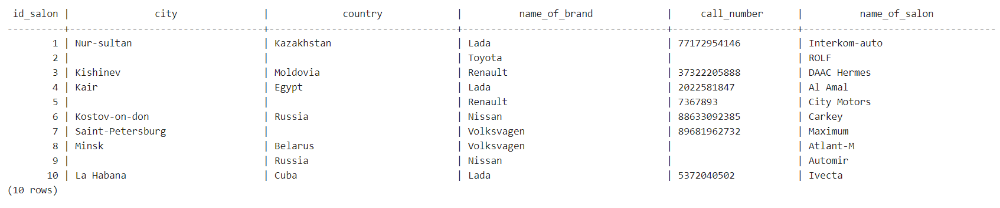 id_salon | city | country | name_of_brand | call_number | name_of_salon
----------+----------------------------------+---------------------------------+------------------------------------+---------------------+----------------------------------
1 | Nur-sultan | Kazakhstan | Lada | 77172954146 | Interkom-auto
2 | | | Toyota | | ROLF
3 | Kishinev | Moldovia | Renault | 37322205888 | DAAC Hermes
4 | Kair | Egypt | Lada | 2022581847 | Al Amal
5 | | | Renault | 7367893 | City Motors
6 | Kostov-on-don | Russia | Nissan | 88633092385 | Carkey
7 | Saint-Petersburg | | Volksvagen | 89681962732 | Maximum
8 | Minsk | Belarus | Volksvagen | | Atlant-M
9 | | Russia | Nissan | | Automir
10 | La Habana | Cuba | Lada | 5372040502 | Ivecta
(10 rows)